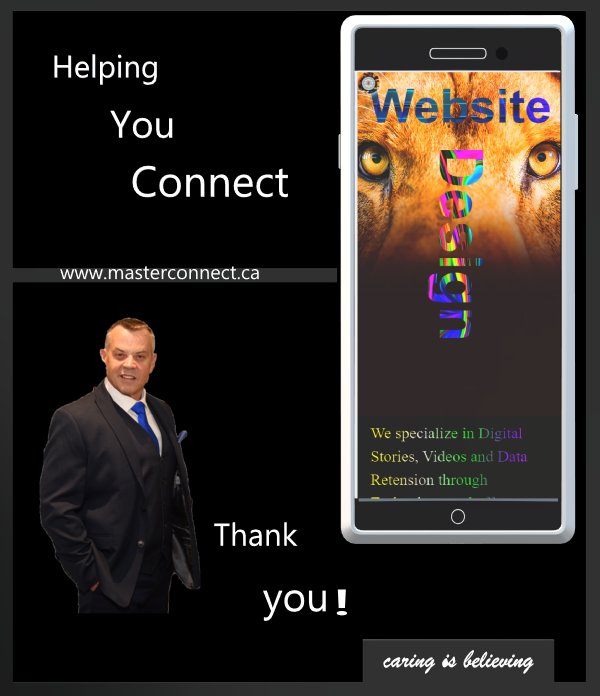 Helping
You
Connect
www.masterconnect.ca
Website
Design
We specialize in Digital
Stories, Videos and Data
Retension through
Thank
you!
caring is believing